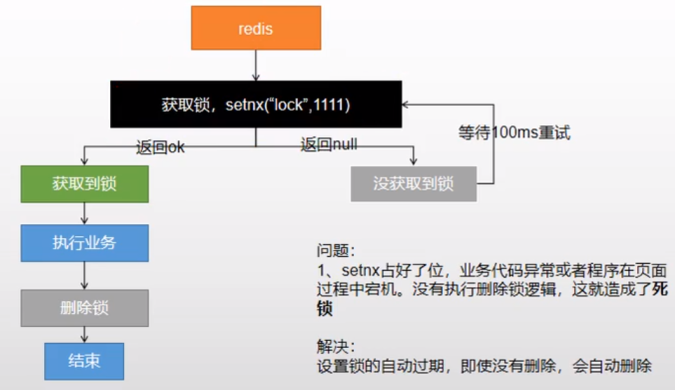 redis
获取锁，setnx(“lock”,1111)
返回ok
返回null
等待100ms重试
获取到锁
没获取到锁
执行业务
删除锁
结束
问题：
1、setnx占好了位，业务代码异常或者程序在页面
过程中宕机。没有执行删除锁逻辑，这就造成了死
锁
解决：
设置锁的自动过期，即使没有删除，会自动删除